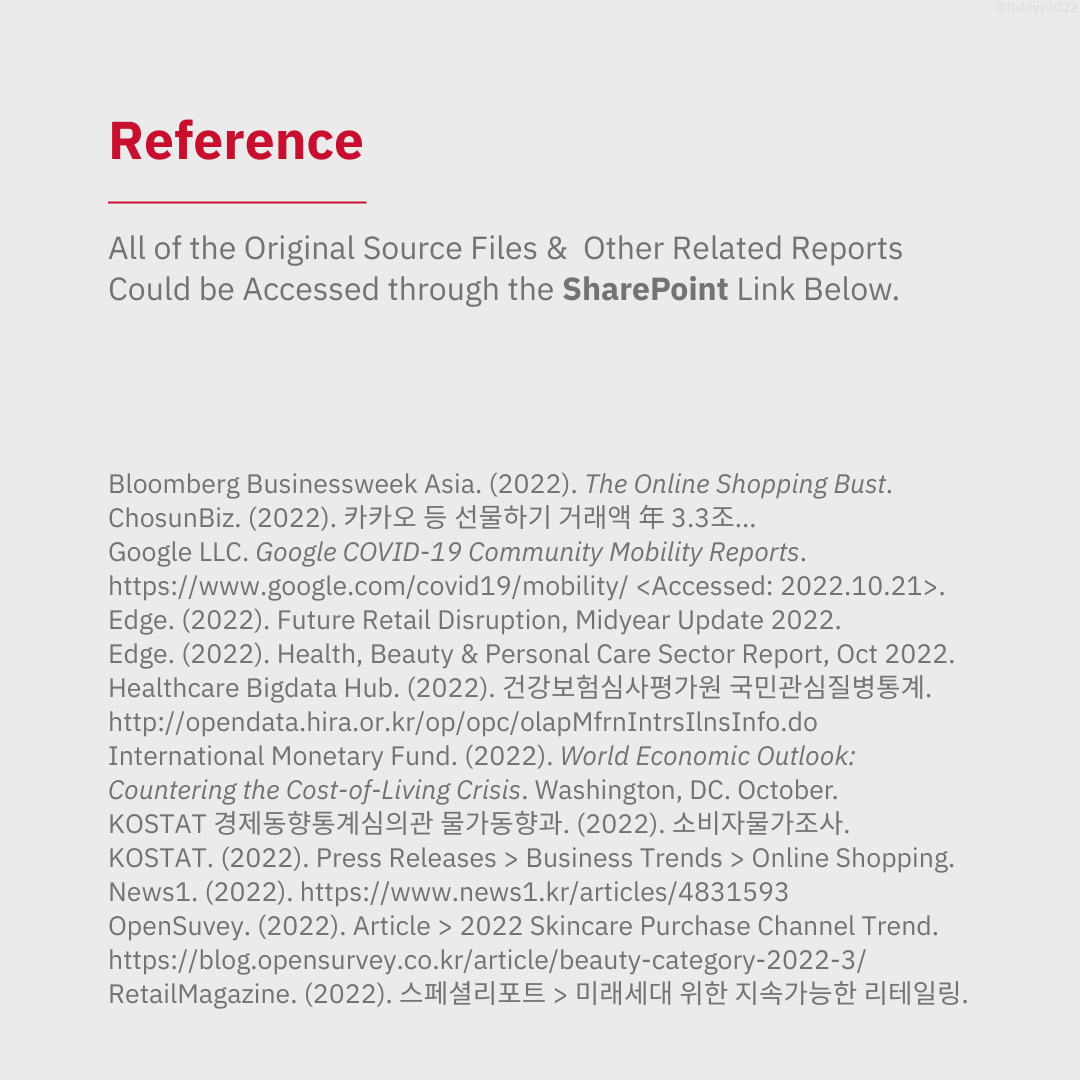 ©flxblyy2022
Reference
All of the Original Source Files &  Other Related Reports
Could be Accessed through the SharePoint Link Below.
Bloomberg Businessweek Asia. (2022). The Online Shopping Bust.
ChosunBiz. (2022). 카카오 등 선물하기 거래액 年 3.3조...
Google LLC. Google COVID-19 Community Mobility Reports.
https://www.google.com/covid19/mobility/ <Accessed: 2022.10.21>.
Edge. (2022). Future Retail Disruption, Midyear Update 2022.
Edge. (2022). Health, Beauty & Personal Care Sector Report, Oct 2022.
Healthcare Bigdata Hub. (2022). 건강보험심사평가원 국민관심질병통계.
http://opendata.hira.or.kr/op/opc/olapMfrnIntrsIlnsInfo.do
International Monetary Fund. (2022). World Economic Outlook:
Countering the Cost-of-Living Crisis. Washington, DC. October.
KOSTAT 경제동향통계심의관 물가동향과. (2022). 소비자물가조사.
KOSTAT. (2022). Press Releases > Business Trends > Online Shopping.
News1. (2022). https://www.news1.kr/articles/4831593
OpenSuvey. (2022). Article > 2022 Skincare Purchase Channel Trend.
https://blog.opensurvey.co.kr/article/beauty-category-2022-3/
RetailMagazine. (2022). 스페셜리포트 > 미래세대 위한 지속가능한 리테일링.